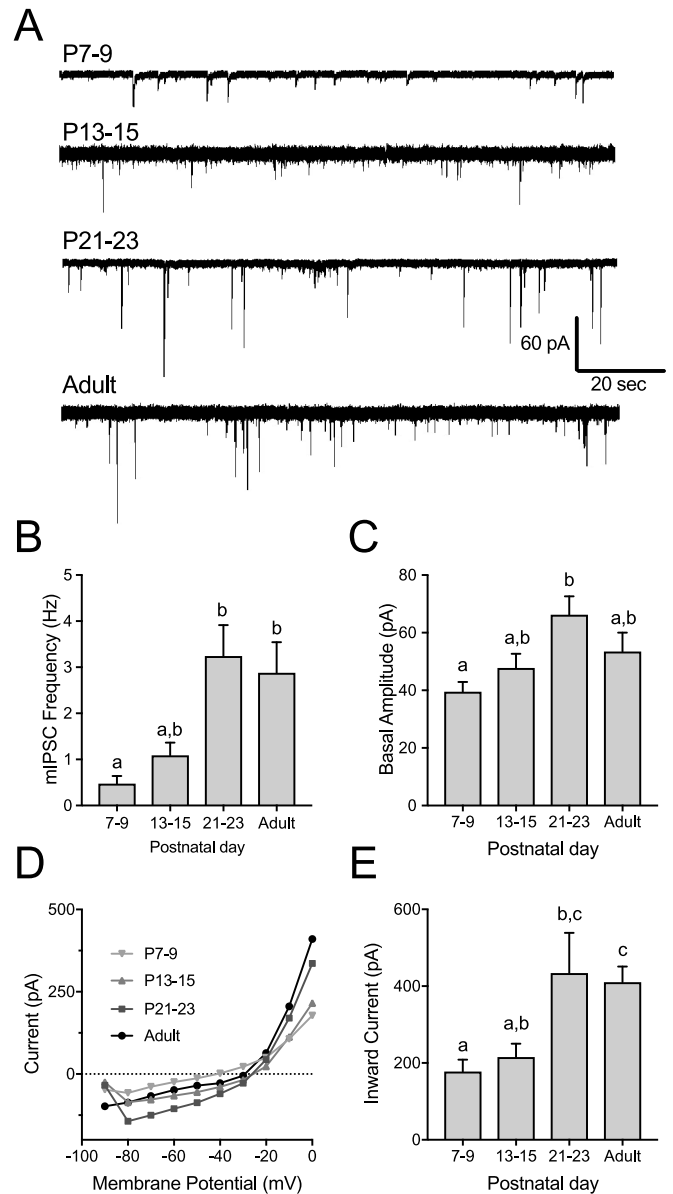 A
P7-9
P13-15
P21-23
60 pA
20 sec
Adult
B
mIPSC Frequency (Hz)
5
4
3
2
1
0
a
a,b
b
b
7-9 13-15 21-23 Adult
Postnatal day
C
Basal Amplitude (pA)
80
60
40
20
0
a
a,b
b
a,b
7-9 13-15 21-23 Adult
Postnatal day
D
Current (pA)
500
250
0
P7-9
P13-15
P21-23
Adult
-100 -80 -60 -40 -20 0
Membrane Potential (mV)
E
Inward Current (pA)
600
400
200
0
a
a,b
b,c
c
7-9 13-15 21-23 Adult
Postnatal day